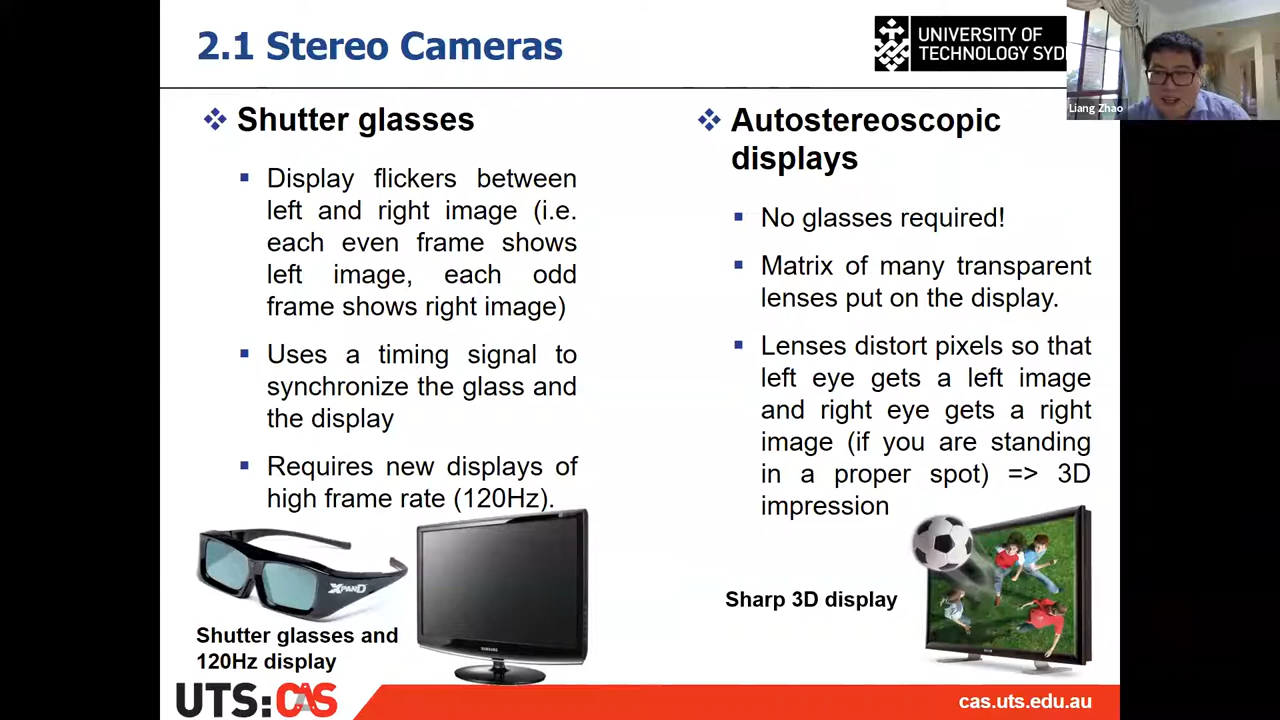 2.1 Stereo Cameras
UNIVERSITY OF
TECHNOLOGY SYD
Liang Zhao
❖ Shutter glasses
▪ Display flickers between
left and right image (i.e.
each even frame shows
left image, each odd
frame shows right image)
▪ Uses a timing signal to
synchronize the glass and
the display
▪ Requires new displays of
high frame rate (120Hz).
XPAND
SAMSUNG
Shutter glasses and
120Hz display
❖ Autostereoscopic
displays
▪ No glasses required!
▪ Matrix of many transparent
lenses put on the display.
▪ Lenses distort pixels so that
left eye gets a left image
and right eye gets a right
image (if you are standing
in a proper spot) => 3D
impression
Sharp 3D display
UTS:CAS
cas.uts.edu.au